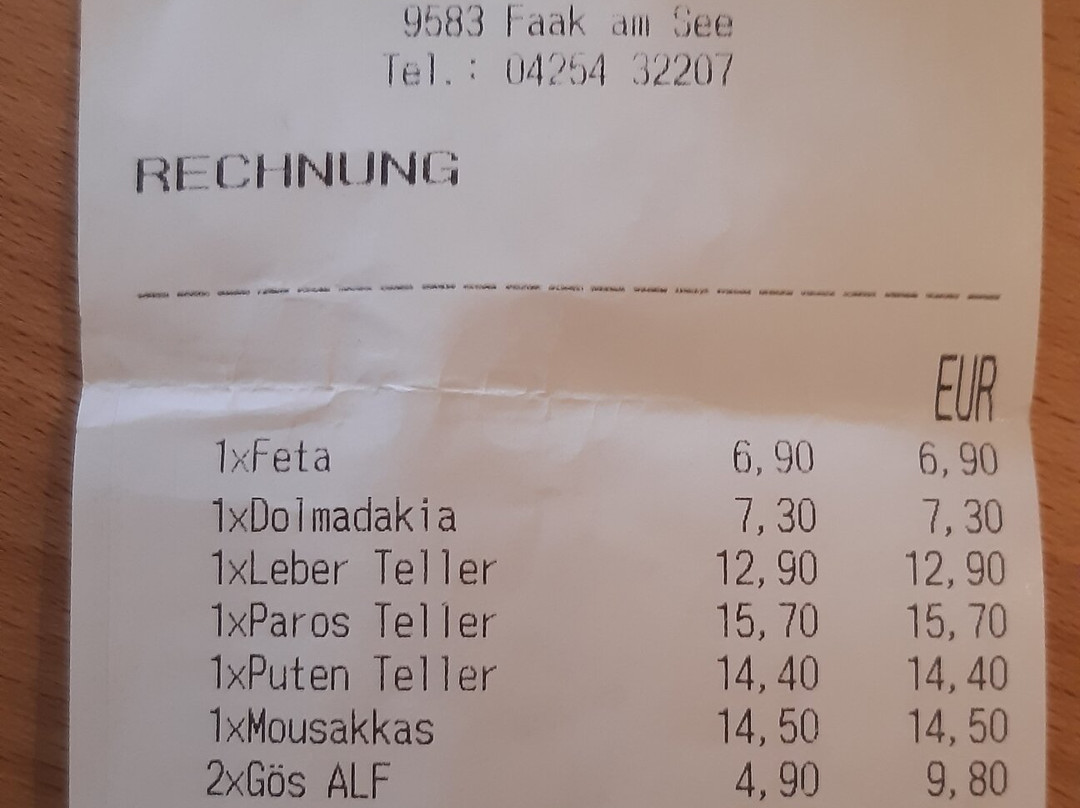 9583 Faak am See
Tel.: 04254 32207
RECHNUNG
EUR
1xFeta 6,90 6,90
1xDolmadakia 7,30 7,30
1xLeber Teller 12,90 12,90
1xParos Teller 15,70 15,70
1xPuten Teller 14,40 14,40
1xMousakkas 14,50 14,50
2xGös ALF 4,90 9,80